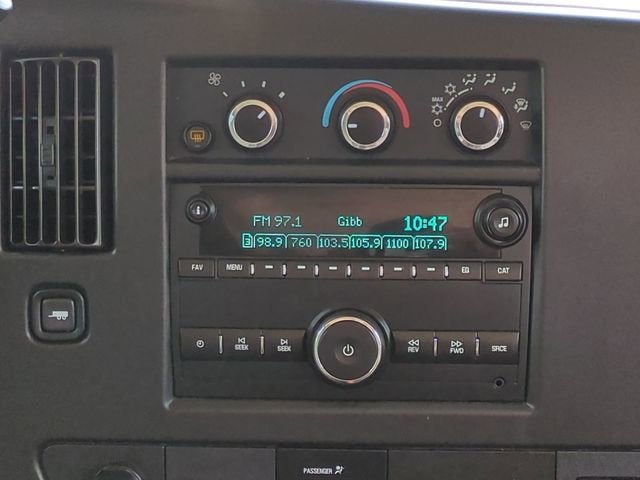 MAX
FM 97.1 Gibb 10:47
98.9 760 103.5 105.9 1100 107.9
FAV MENU EQ CAT
SEEK SEEK REV FWD SRCE
PASSENGER